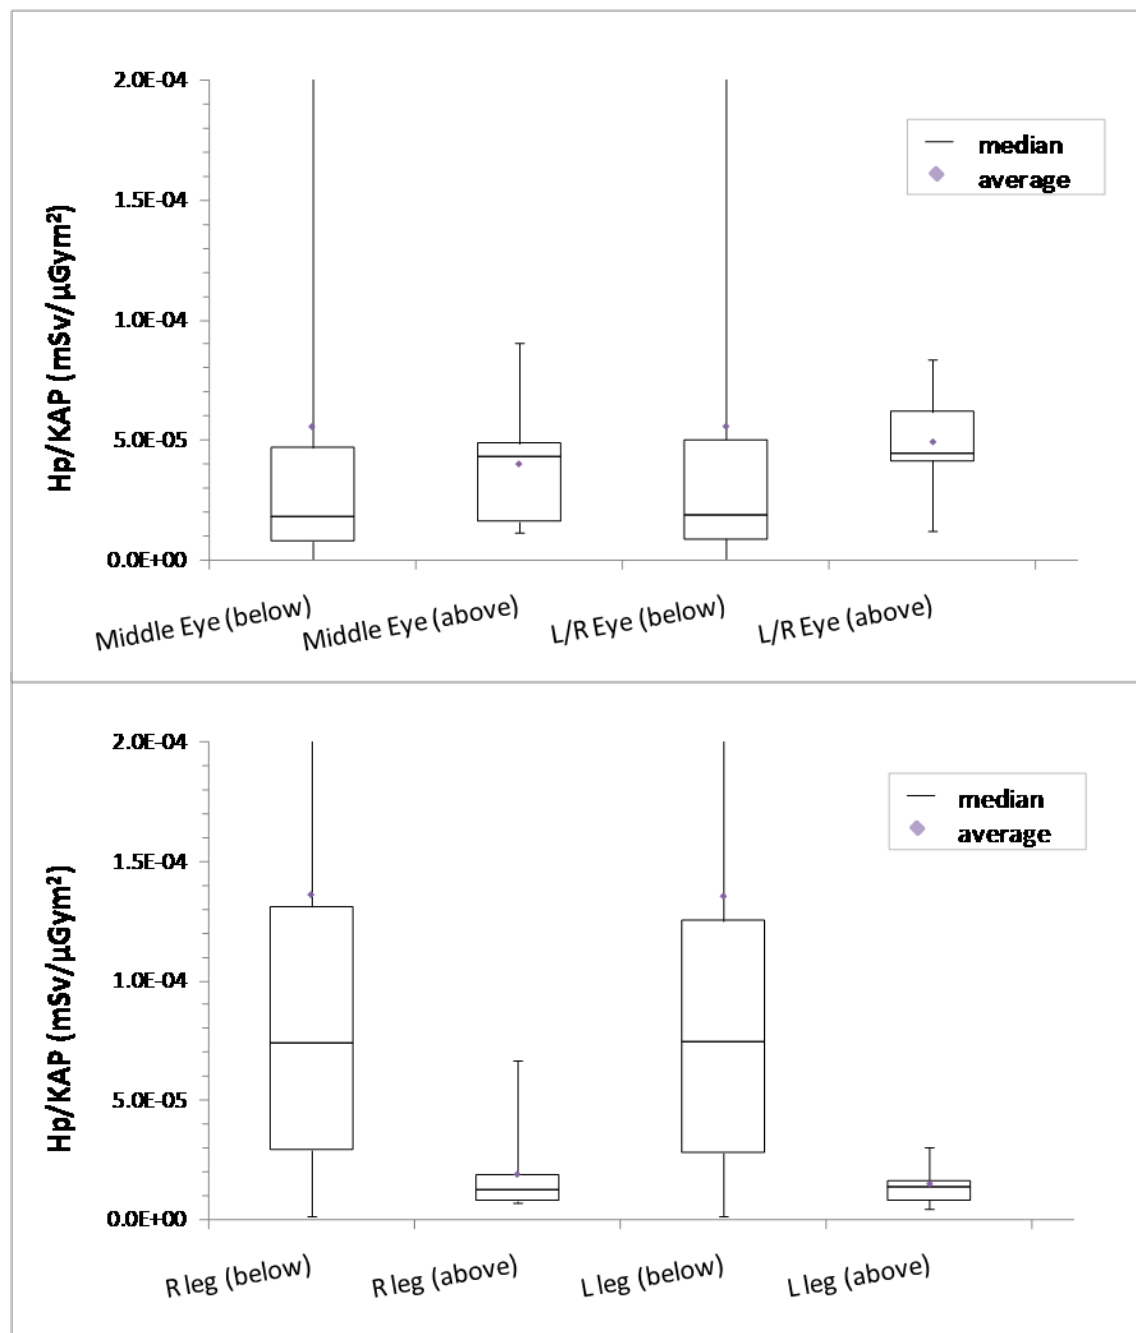 2.0E-04
1.5E-04
1.0E-04
5.0E-05
0.0E+00
Hp/KAP (mSv/µGym²)
median
average
Middle Eye (below)
Middle Eye (above)
L/R Eye (below)
L/R Eye (above)
2.0E-04
1.5E-04
1.0E-04
5.0E-05
0.0E+00
Hp/KAP (mSv/µGym²)
median
average
R leg (below)
R leg (above)
L leg (below)
L leg (above)